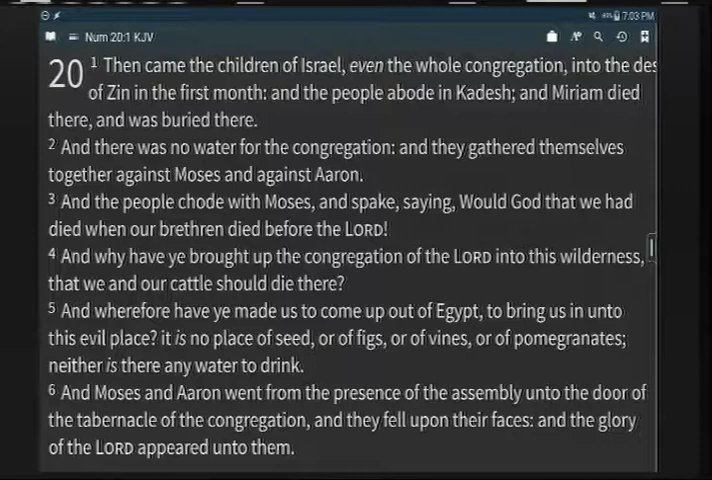 7:03 PM
Num 20:1 KJV
20 1 Then came the children of Israel, even the whole congregation, into the des
of Zin in the first month: and the people abode in Kadesh; and Miriam died
there, and was buried there.
2 And there was no water for the congregation: and they gathered themselves
together against Moses and against Aaron.
3 And the people chode with Moses, and spake, saying, Would God that we had
died when our brethren died before the LORD!
4 And why have ye brought up the congregation of the LORD into this wilderness,
that we and our cattle should die there?
5 And wherefore have ye made us to come up out of Egypt, to bring us in unto
this evil place? it is no place of seed, or of figs, or of vines, or of pomegranates;
neither is there any water to drink.
6 And Moses and Aaron went from the presence of the assembly unto the door of
the tabernacle of the congregation, and they fell upon their faces: and the glory
of the LORD appeared unto them.